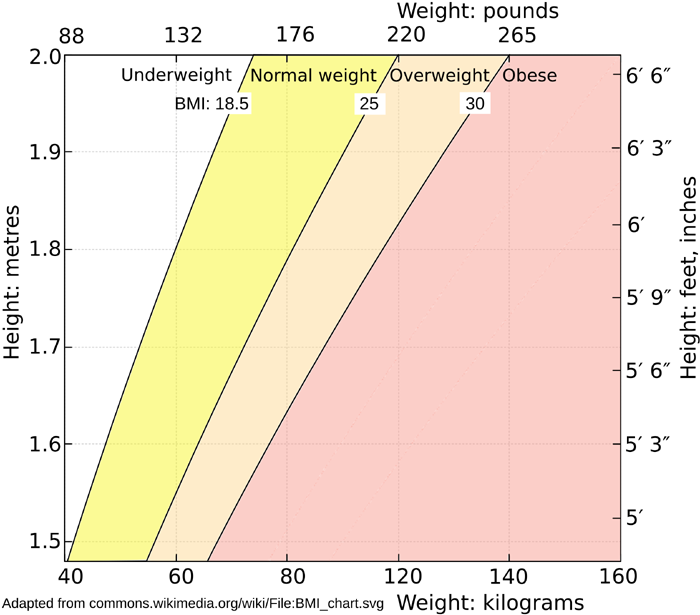 Weight: pounds
88 132 176 220 265
2.0
Underweight Normal weight Overweight Obese
6′ 6″
BMI: 18.5 25 30
1.9
6′ 3″
6′
1.8
5′ 9″
1.7
5′ 6″
1.6
5′ 3″
5′
1.5
Height: metres
Height: feet, inches
40 60 80 100 120 140 160
Adapted from commons.wikimedia.org/wiki/File:BMI_chart.svg
Weight: kilograms